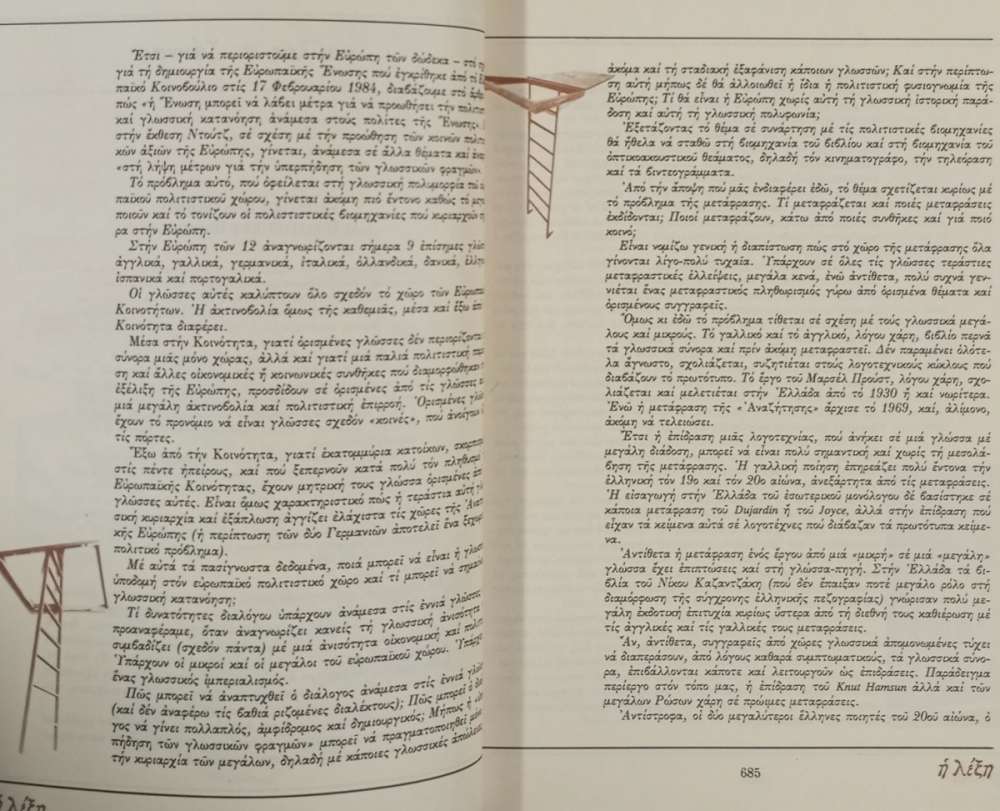 Ἔτσι – γιά νά περιοριστοῦμε στήν Εὐρώπη τῶν δώδεκα – στό
γιά τή δημιουργία τῆς Εὐρωπαϊκῆς Ἕνωσης πού ἐγκρίθηκε ἀπό τό
παϊκό Κοινοβούλιο στίς 17 Φεβρουαρίου 1984, διαβάζουμε στό
πώς «ἡ Ἕνωση μπορεῖ νά λάβει μέτρα γιά νά προωθήσει τήν
καί γλωσσική κατανόηση ἀνάμεσα στούς πολίτες τῆς Ἕνωσης»
στήν ἔκθεση Ντούτζ, σέ σχέση μέ τήν προώθηση τῶν κοινῶν
κῶν ἀξιῶν τῆς Εὐρώπης, γίνεται, ἀνάμεσα σέ ἄλλα θέματα καί
«στή λήψη μέτρων γιά τήν ὑπερπήδηση τῶν γλωσσικῶν φραγμῶν»
Τό πρόβλημα αὐτό, πού ὀφείλεται στή γλωσσική πολυμορφία τοῦ
παϊκοῦ πολιτιστικοῦ χώρου, γίνεται ἀκόμη πιό ἔντονο καθώς τό
ποιοῦν καί τό τονίζουν οἱ πολεστιστικές βιομηχανίες πού κυριαρχοῦν
ρα στήν Εὐρώπη.
Στήν Εὐρώπη τῶν 12 ἀναγνωρίζονται σήμερα 9 ἐπίσημες
ἀγγλικά, γαλλικά, γερμανικά, ἰταλικά, ὁλλανδικά, δανικά,
ἱσπανικά καί πορτογαλικά.
Οἱ γλῶσσες αὐτές καλύπτουν ὅλο σχεδόν τό χῶρο τῶν
Κοινοτήτων. Ἡ ἀκτινοβολία ὅμως τῆς καθεμιᾶς, μέσα καί ἔξω
Κοινότητα διαφέρει.
Μέσα στήν Κοινότητα, γιατί ὁρισμένες γλῶσσες δέν περιορίζονται
σύνορα μιᾶς μόνο χώρας, ἀλλά καί γιατί μιά παλιά πολιτιστική
ση καί ἄλλες οἰκονομικές ἤ κοινωνικές συνθῆκες πού διαμορφώθηκαν
ἐξέλιξη τῆς Εὐρώπης, προσδίδουν σέ ὁρισμένες ἀπό τίς γλῶσσες
μιά μεγάλη ἀκτινοβολία καί πολιτιστική ἐπιρροή. Ὁρισμένες
ἔχουν τό προνόμιο νά εἶναι γλῶσσες σχεδόν «κοινές», πού ἀνοίγουν
τίς πόρτες.
Ἔξω ἀπό τήν Κοινότητα, γιατί ἑκατομμύρια κατοίκων,
στίς πέντε ἠπείρους, καί πού ξεπερνοῦν κατά πολύ τόν πληθυσμό
Εὐρωπαϊκῆς Κοινότητας, ἔχουν μητρική τους γλώσσα ὁρισμένες
γλῶσσες αὐτές. Εἶναι ὅμως χαρακτηριστικό πώς ἡ τεράστια αὐτή
σική κυριαρχία καί ἐξάπλωση ἀγγίζει ἐλάχιστα τίς χῶρες τῆς
κῆς Εὐρώπης (ἡ περίπτωση τῶν δύο Γερμανιῶν ἀποτελεῖ ἕνα
πολιτικό πρόβλημα).
Μέ αὐτά τά πασίγνωστα δεδομένα, ποιά μπορεῖ νά εἶναι ἡ
ὑποδομή στόν εὐρωπαϊκό πολιτιστικό χῶρο καί τί μπορεῖ νά
γλωσσική κατανόηση;
Τί δυνατότητες διαλόγου ὑπάρχουν ἀνάμεσα στίς ἐννιά γλῶσσες
προαναφέραμε, ὅταν ἀναγνωρίζει κανείς τή γλωσσική ἀνισότητα
συμβαδίζει (σχεδόν πάντα) μέ μιά ἀνισότητα οἰκονομική καί
Ὑπάρχουν οἱ μικροί καί οἱ μεγάλοι τοῦ εὐρωπαϊκοῦ χώρου. Ὑπάρχει
ἕνας γλωσσικός ἰμπεριαλισμός.
Πῶς μπορεῖ νά ἀναπτυχθεῖ ὁ διάλογος ἀνάμεσα στίς ἐννιά
(καί δέν ἀναφέρω τίς βαθιά ριζομένες διαλέκτους); Πῶς μπορεῖ ὁ
γος νά γίνει πολλαπλός, ἀμφίδρομος καί δημιουργικός; Μήπως ἡ
πήδηση τῶν γλωσσικῶν φραγμῶν» μπορεῖ νά πραγματοποιηθεῖ
τήν κυριαρχία τῶν μεγάλων, δηλαδή μέ κάποιες γλωσσικές ἀπώλειες
ἡ λέξη
ἀκόμα καί τή σταδιακή ἐξαφάνιση κάποιων γλωσσῶν; Καί στήν περίπτω-
ση αὐτή μήπως δέ θά ἀλλοιωθεῖ ἡ ἴδια ἡ πολιτιστική φυσιογνωμία τῆς
Εὐρώπης; Τί θά εἶναι ἡ Εὐρώπη χωρίς αὐτή τή γλωσσική ἱστορική παρά-
δοση καί αὐτή τή γλωσσική πολυφωνία;
Ἐξετάζοντας τό θέμα σέ συνάρτηση μέ τίς πολιτιστικές βιομηχανίες
θά ἤθελα νά σταθῶ στή βιομηχανία τοῦ βιβλίου καί στή βιομηχανία τοῦ
ὀπτικοακουστικοῦ θεάματος, δηλαδή τόν κινηματογράφο, τήν τηλεόραση
καί τά βιντεογράμματα.
Ἀπό τήν ἄποψη πού μᾶς ἐνδιαφέρει ἐδῶ, τό θέμα σχετίζεται κυρίως μέ
τό πρόβλημα τῆς μετάφρασης. Τί μεταφράζεται καί ποιές μεταφράσεις
ἐκδίδονται; Ποιοί μεταφράζουν, κάτω ἀπό ποιές συνθῆκες καί γιά ποιό
κοινό;
Εἶναι νομίζω γενική ἡ διαπίστωση πώς στό χῶρο τῆς μετάφρασης ὅλα
γίνονται λίγο-πολύ τυχαία. Ὑπάρχουν σέ ὅλες τίς γλῶσσες τεράστιες
μεταφραστικές ἐλλείψεις, μεγάλα κενά, ἐνῶ ἀντίθετα, πολύ συχνά γεν-
νιέται ἕνας μεταφραστικός πληθωρισμός γύρω ἀπό ὁρισμένα θέματα καί
ὁρισμένους συγγραφεῖς.
Ὅμως κι ἐδῶ τό πρόβλημα τίθεται σέ σχέση μέ τούς γλωσσικά μεγά-
λους καί μικρούς. Τό γαλλικό καί τό ἀγγλικό, λόγου χάρη, βιβλίο περνᾶ
τά γλωσσικά σύνορα καί πρίν ἀκόμη μεταφραστεῖ. Δέν παραμένει ὁλότε-
λα ἄγνωστο, σχολιάζεται, συζητιέται στούς λογοτεχνικούς κύκλους πού
διαβάζουν τό πρωτότυπο. Τό ἔργο τοῦ Μαρσέλ Προύστ, λόγου χάρη, σχο-
λιάζεται καί μελετιέται στήν Ἑλλάδα ἀπό τό 1930 ἤ καί νωρίτερα.
Ἐνῶ ἡ μετάφραση τῆς «Ἀναζήτησης» ἄρχισε τό 1969, καί, ἀλίμονο,
ἀκόμη νά τελειώσει.
Ἔτσι ἡ ἐπίδραση μιᾶς λογοτεχνίας, πού ἀνήκει σέ μιά γλώσσα μέ
μεγάλη διάδοση, μπορεῖ νά εἶναι πολύ σημαντική καί χωρίς τή μεσολά-
βηση τῆς μετάφρασης. Ἡ γαλλική ποίηση ἐπηρεάζει πολύ ἔντονα τήν
ἑλληνική τόν 19ο καί τόν 20ο αἰώνα, ἀνεξάρτητα ἀπό τίς μεταφράσεις.
Ἡ εἰσαγωγή στήν Ἑλλάδα τοῦ ἐσωτερικοῦ μονόλογου δέ βασίστηκε σέ
κάποια μετάφραση τοῦ Dujardin ἤ τοῦ Joyce, ἀλλά στήν ἐπίδραση πού
εἶχαν τά κείμενα αὐτά σέ λογοτέχνες πού διάβαζαν τά πρωτότυπα κείμε-
να.
Ἀντίθετα ἡ μετάφραση ἑνός ἔργου ἀπό μιά «μικρή» σέ μιά «μεγάλη»
γλώσσα ἔχει ἐπιπτώσεις καί στή γλώσσα-πηγή. Στήν Ἑλλάδα τά βι-
βλία τοῦ Νίκου Καζαντζάκη (πού δέν ἔπαιξαν ποτέ μεγάλο ρόλο στή
διαμόρφωση τῆς σύγχρονης ἑλληνικῆς πεζογραφίας) γνώρισαν πολύ με-
γάλη ἐκδοτική ἐπιτυχία κυρίως ὕστερα ἀπό τή διεθνή τους καθιέρωση μέ
τίς ἀγγλικές καί τίς γαλλικές τους μεταφράσεις.
Ἄν, ἀντίθετα, συγγραφεῖς ἀπό χῶρες γλωσσικά ἀπομονωμένες τύχει
νά διαπεράσουν, ἀπό λόγους καθαρά συμπτωματικούς, τά γλωσσικά σύνο-
ρα, ἐπιβάλλονται κάποτε καί λειτουργοῦν ὡς ἐπιδράσεις. Παράδειγμα
περίεργο στόν τόπο μας, ἡ ἐπίδραση τοῦ Knut Hamsun ἀλλά καί τῶν
μεγάλων Ρώσων χάρη σέ πρώιμες μεταφράσεις.
Ἀντίστροφα, οἱ δύο μεγαλύτεροι ἕλληνες ποιητές τοῦ 20οῦ αἰώνα, ὁ
685
ἡ λέξη